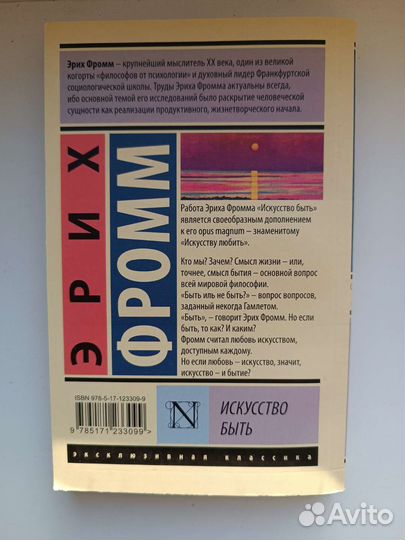 Эрих Фромм – крупнейший мыслитель XX века, один из великой
когорты «философов от психологии» и духовный лидер Франкфуртской
социологической школы. Труды Эриха Фромма актуальны всегда,
ибо основной темой его исследований было раскрытие человеческой
сущности как реализации продуктивного, жизнетворческого начала.
ЭРИХ
ФРОММ
Работа Эриха Фромма «Искусство быть»
является своеобразным дополнением
к его opus magnum – знаменитому
«Искусству любить».
Кто мы? Зачем? Смысл жизни – или,
точнее, смысл бытия – основной вопрос
всей мировой философии.
«Быть иль не быть?» – вопрос вопросов,
заданный некогда Гамлетом.
«Быть», – говорит Эрих Фромм. Но если
быть, то как? И каким?
Фромм считал любовь искусством,
доступным каждому.
Но если любовь – искусство, значит,
искусство – и бытие?
ISBN 978-5-17-123309-9
9 785171 233099 >
N
ИСКУССТВО
БЫТЬ
эксклюзивная классика
Avito